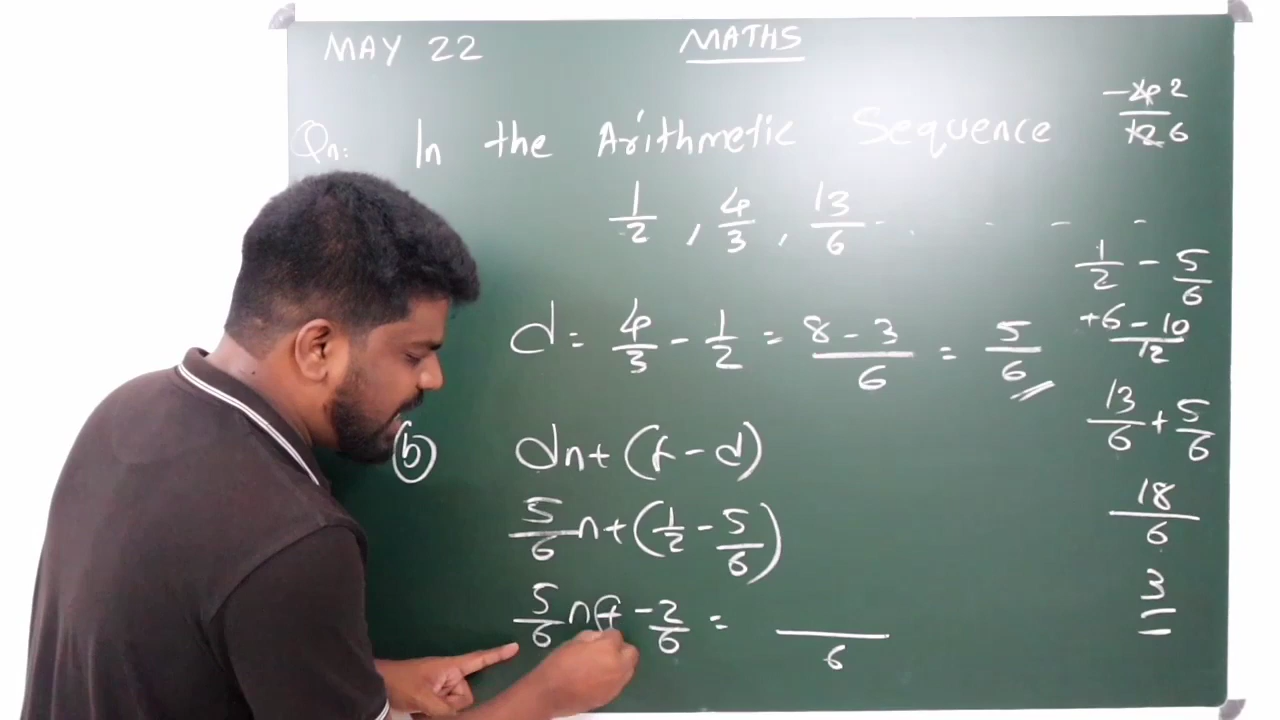 MAY 22 MATHS
Qn: In the Arithmetic Sequence
1/2, 4/3, 13/6 - . - - -
d = 4/3 - 1/2 = 8 - 3/6 = 5/6
(b) dn + (f - d)
5/6 n + (1/2 - 5/6)
5/6 n + -2/6 = /6
-4 2/12 6
1/2 - 5/6
+6 - 10/12
13/6 + 5/6
18/6
3